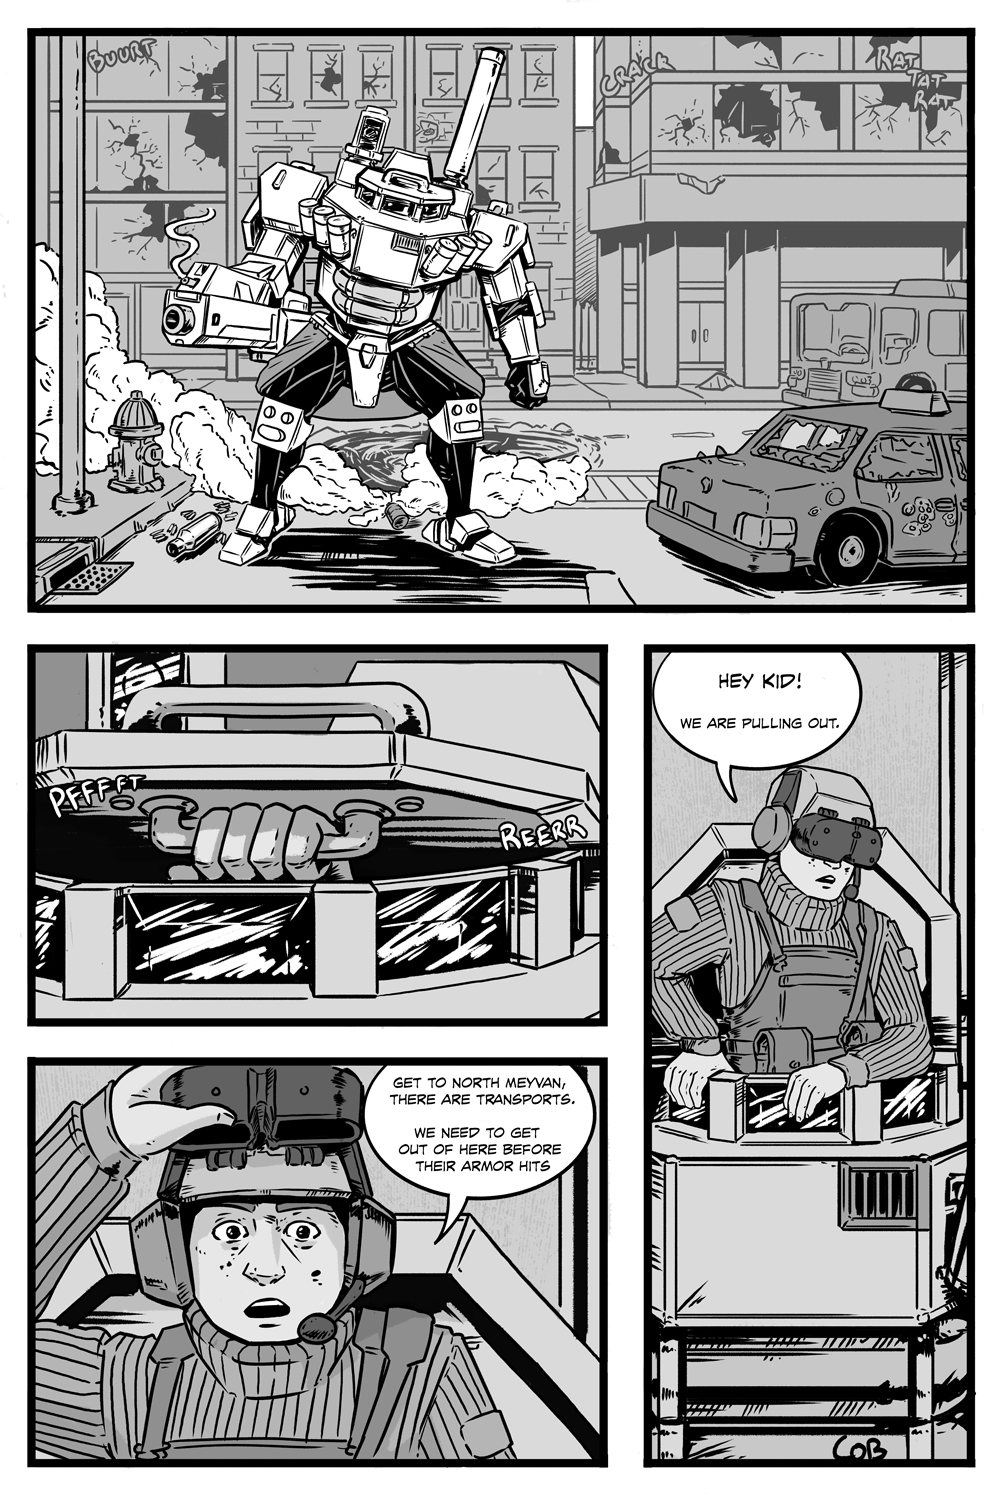 BUURT
CRACK
RAT
TAT
RAT
PFFFFT
REERR
HEY KID!
WE ARE PULLING OUT.
GET TO NORTH MEYVAN,
THERE ARE TRANSPORTS.
WE NEED TO GET
OUT OF HERE BEFORE
THEIR ARMOR HITS
COB